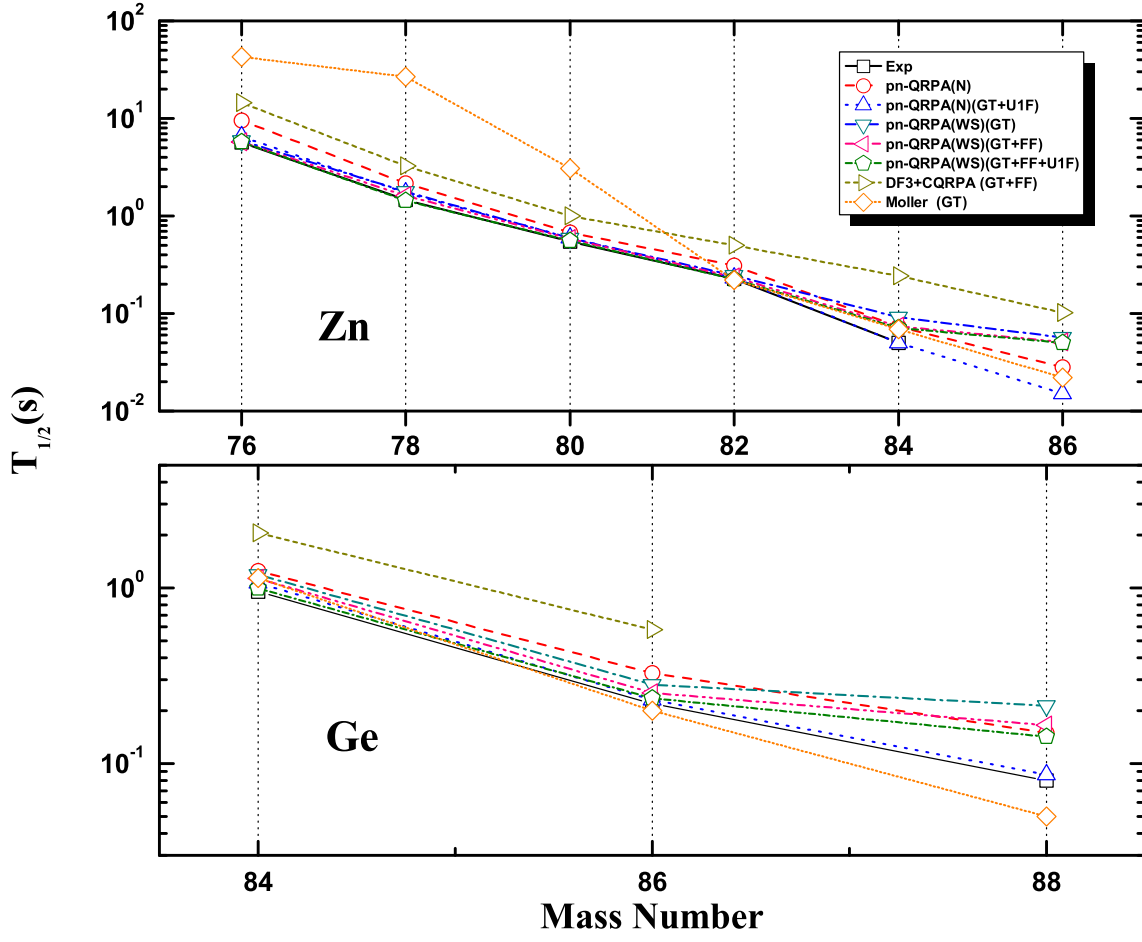 10^2
10^1
10^0
10^-1
10^-2
Exp
pn-QRPA(N)
pn-QRPA(N)(GT+U1F)
pn-QRPA(WS)(GT)
pn-QRPA(WS)(GT+FF)
pn-QRPA(WS)(GT+FF+U1F)
DF3+CQRPA (GT+FF)
Moller (GT)
Zn
76 78 80 82 84 86
T_1/2(s)
10^0
10^-1
Ge
84 86 88
Mass Number